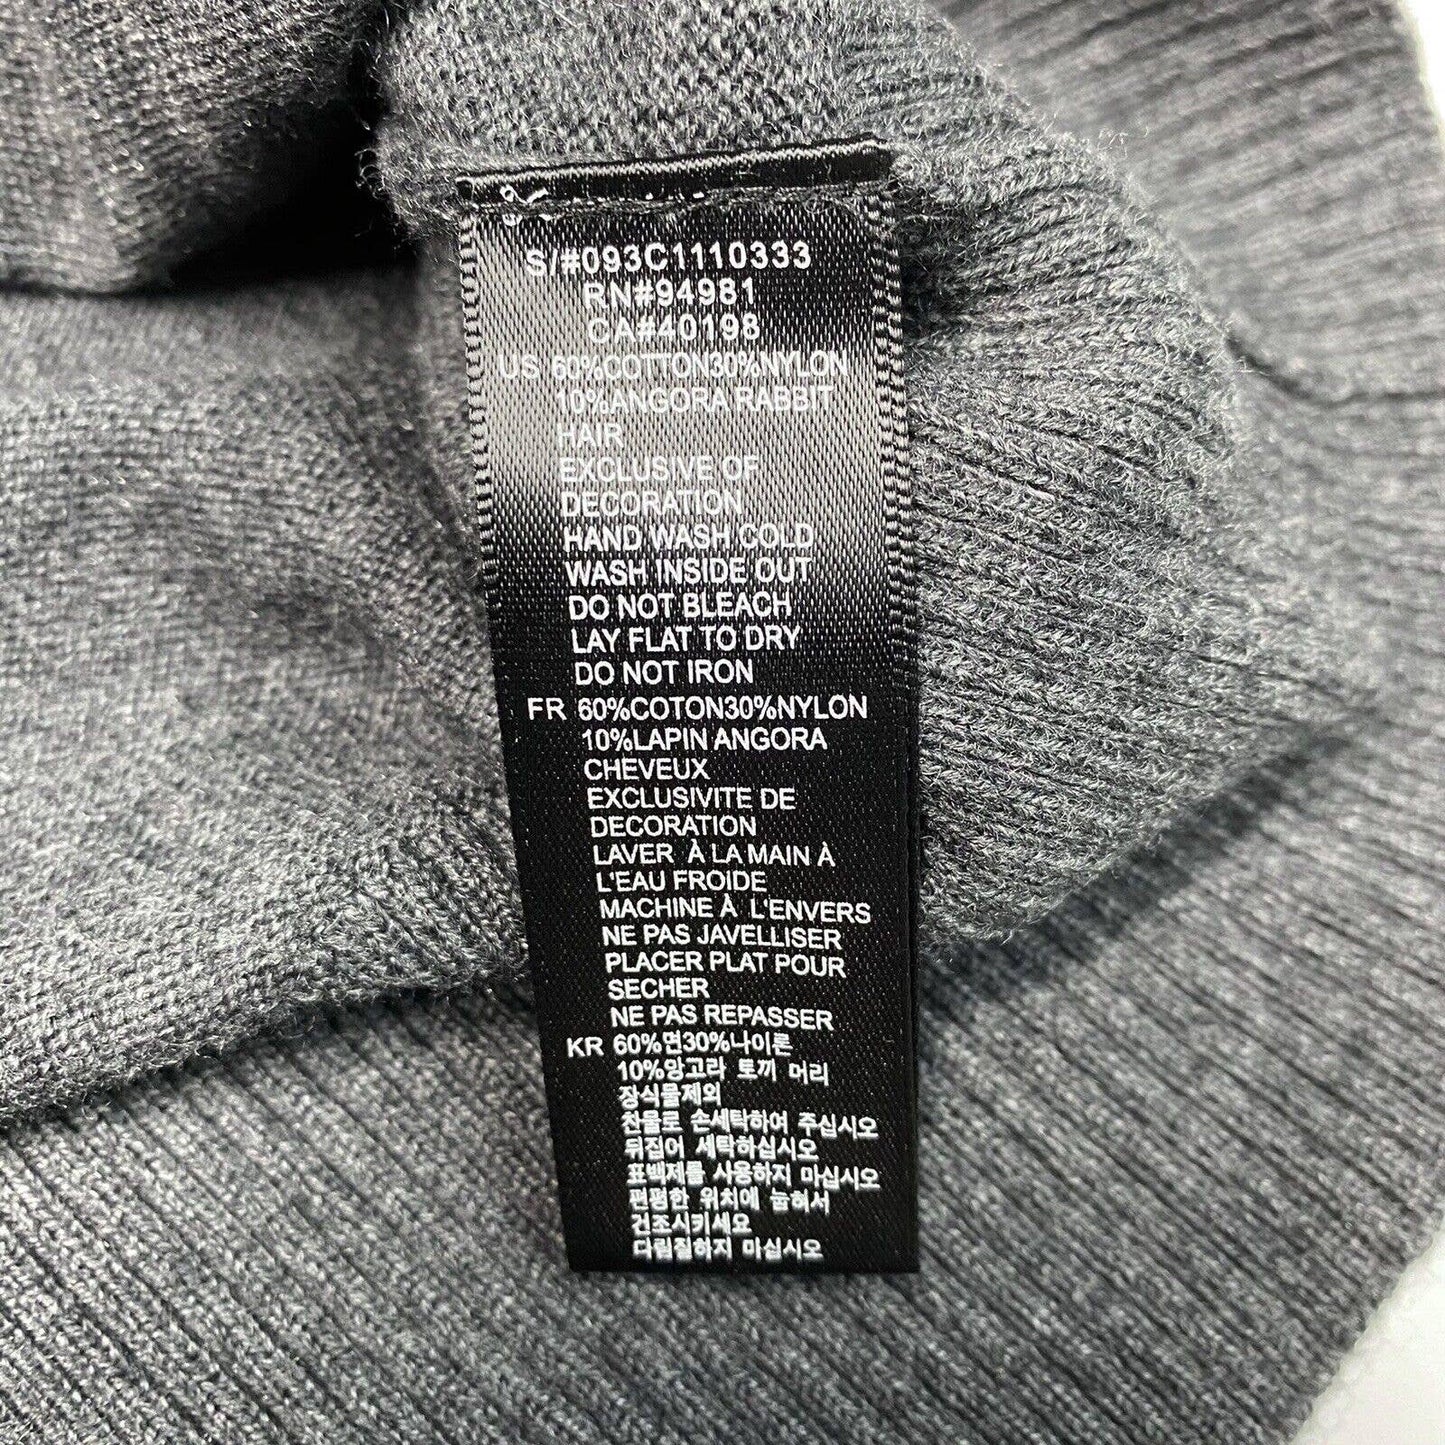 S/#093C1110333
RN#94981
CA#40198
US 60%COTTON30%NYLON
10%ANGORA RABBIT
HAIR
EXCLUSIVE OF
DECORATION
HAND WASH COLD
WASH INSIDE OUT
DO NOT BLEACH
LAY FLAT TO DRY
DO NOT IRON
FR 60%COTON30%NYLON
10%LAPIN ANGORA
CHEVEUX
EXCLUSIVITE DE
DECORATION
LAVER À LA MAIN À
L'EAU FROIDE
MACHINE À L'ENVERS
NE PAS JAVELLISER
PLACER PLAT POUR
SECHER
NE PAS REPASSER
KR 60%면30%나이론
10%앙고라 토끼 머리
장식물제외
찬물로 손세탁하여 주십시오
뒤집어 세탁하십시오
표백제를 사용하지 마십시오
편평한 위치에 눕혀서
건조시키세요
다림질하지 마십시오